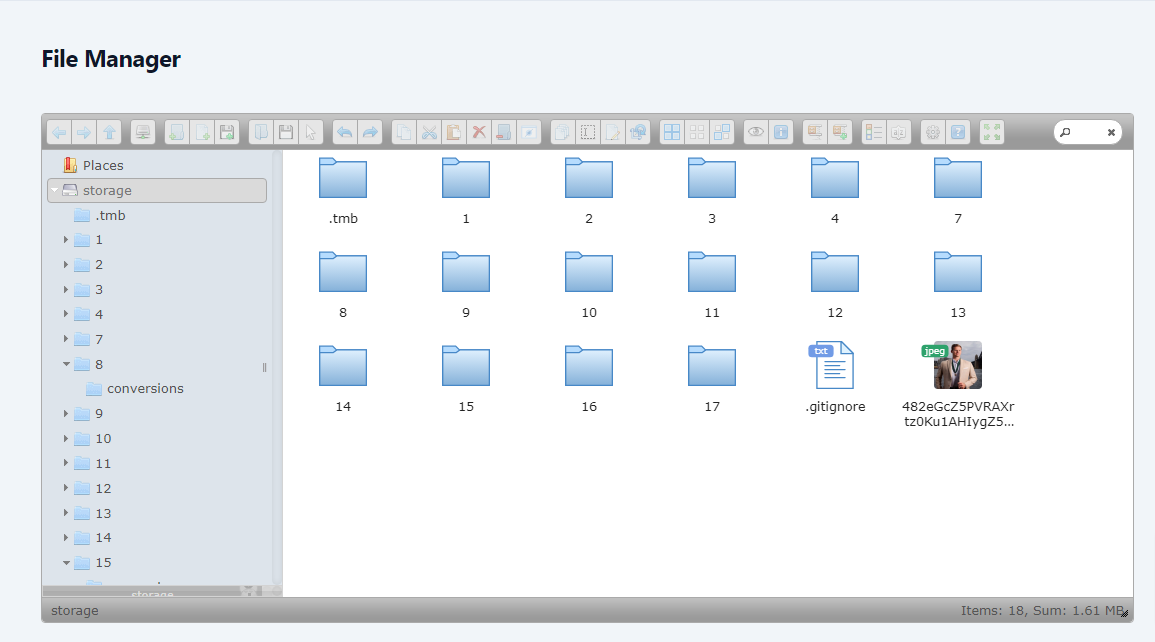 File Manager
Places
storage
.tmb
1
2
3
4
7
8
conversions
9
10
11
12
13
14
15
storage
.tmb
1
2
3
4
7
8
9
10
11
12
13
14
15
16
17
txt
.gitignore
jpeg
482eGcZ5PVRAXr
tz0Ku1AHIygZ5...
storage
Items: 18, Sum: 1.61 MB